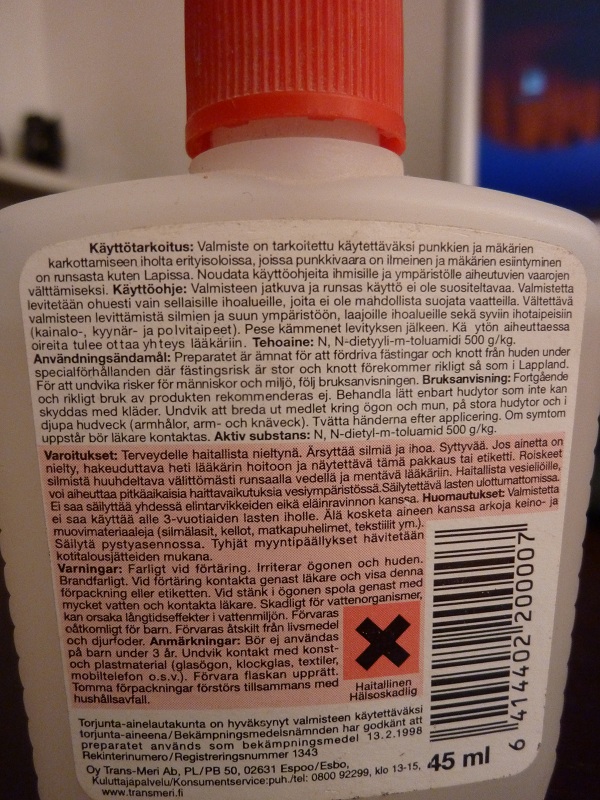 Käyttötarkoitus: Valmiste on tarkoitettu käytettäväksi punkkien ja mäkärien
karkottamiseen iholta erityisoloissa, joissa punkkivaara on ilmeinen ja mäkärien esiintyminen
on runsasta kuten Lapissa. Noudata käyttöohjeita ihmisille ja ympäristölle aiheutuvien vaarojen
välttämiseksi. Käyttöohje: Valmisteen jatkuva ja runsas käyttö ei ole suositeltavaa. Valmistetta
levitetään ohuesti vain sellaisille ihoalueille, joita ei ole mahdollista suojata vaatteilla. Vältettävä
valmisteen levittämistä silmien ja suun ympäristöön, laajoille ihoalueille sekä syviin ihotaipeisiin
(kainalo-, kyynär- ja polvitaipeet). Pese kämmenet levityksen jälkeen. Kä ytön aiheuttaessa
oireita tulee ottaa yhteys lääkäriin. Tehoaine: N, N-dietyyli-m-toluamidi 500 g/kg.
Användningsändamål: Preparatet är ämnat för att fördriva fästingar och knott från huden under
specialförhållanden där fästingsrisk är stor och knott förekommer rikligt så som i Lappland.
För att undvika risker för människor och miljö, följ bruksanvisningen. Bruksanvisning: Fortgående
och rikligt bruk av produkten rekommenderas ej. Behandla lätt enbart hudytor som inte kan
skyddas med kläder. Undvik att breda ut medlet kring ögon och mun, på stora hudytor och i
djupa hudveck (armhålor, arm- och knäveck). Tvätta händerna efter applicering. Om symtom
uppstår bör läkare kontaktas. Aktiv substans: N, N-dietyl-m-toluamid 500 g/kg.
Varoitukset: Terveydelle haitallista nieltynä. Ärsyttää silmiä ja ihoa. Syttyvää. Jos ainetta on
nielty, hakeuduttava heti lääkärin hoitoon ja näytettävä tämä pakkaus tai etiketti. Roiskeet
silmistä huuhdeltava välittömästi runsaalla vedellä ja mentävä lääkäriin. Haitallista vesieliöille,
voi aiheuttaa pitkäaikaisia haittavaikutuksia vesiympäristössä.Säilytettävä lasten ulottumattomissa.
Ei saa säilyttää yhdessä elintarvikkeiden eikä eläinravinnon kanssa. Huomautukset: Valmistetta
ei saa käyttää alle 3-vuotiaiden lasten iholle. Älä kosketa aineen kanssa arkoja keino- ja
muovimateriaaleja (silmälasit, kellot, matkapuhelimet, tekstiilit ym.).
Säilytä pystyasennossa. Tyhjät myyntipäällykset hävitetään
kotitalousjätteiden mukana.
Varningar: Farligt vid förtäring. Irriterar ögonen och huden.
Brandfarligt. Vid förtäring kontakta genast läkare och visa denna
förpackning eller etiketten. Vid stänk i ögonen spola genast med
mycket vatten och kontakta läkare. Skadligt för vattenorganismer,
kan orsaka långtidseffekter i vattenmiljön. Förvaras
oåtkomligt för barn. Förvaras åtskilt från livsmedel
och djurfoder. Anmärkningar: Bör ej användas
på barn under 3 år. Undvik kontakt med konst-
och plastmaterial (glasögon, klockglas, textiler,
mobiltelefon o.s.v.). Förvara flaskan upprätt.
Tomma förpackningar förstörs tillsammans med
hushållsavfall.
Haitallinen
Hälsoskadlig
Torjunta-ainelautakunta on hyväksynyt valmisteen käytettäväksi
torjunta-aineena/Bekämpningsmedelsnämnden har godkänt att
preparatet används som bekämpningsmedel 13.2.1998
Rekisterinumero/Registreringsnummer 1343
Oy Trans-Meri Ab, PL/PB 50, 02631 Espoo/Esbo,
Kuluttajapalvelu/Konsumentservice:puh./tel: 0800 92299, klo 13-15,
www.transmeri.fi
45 ml
6 414402 200007